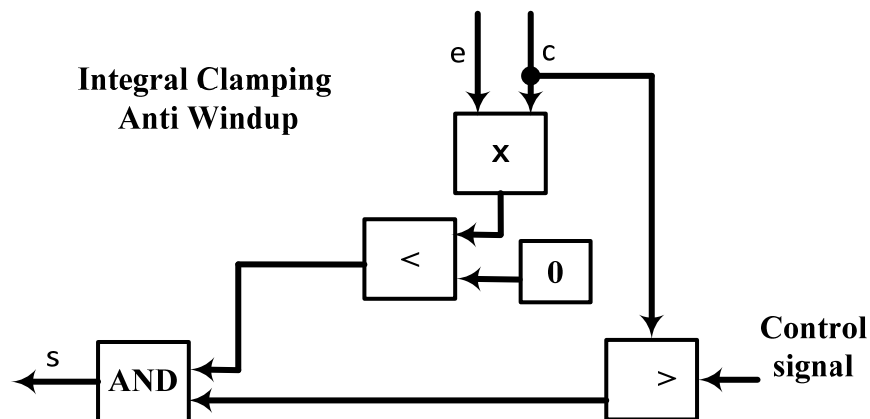 e
c
Integral Clamping
Anti Windup
x
<
0
Control
signal
s
AND
>